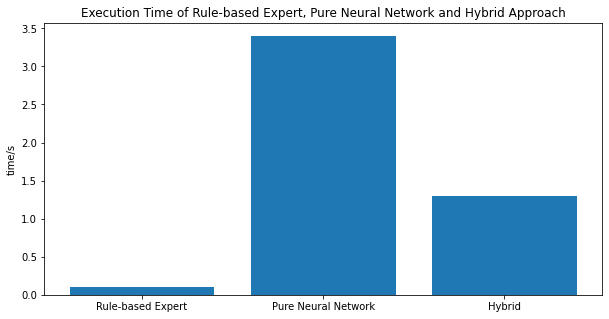 Execution Time of Rule-based Expert, Pure Neural Network and Hybrid Approach
time/s
3.5
3.0
2.5
2.0
1.5
1.0
0.5
0.0
Rule-based Expert
Pure Neural Network
Hybrid